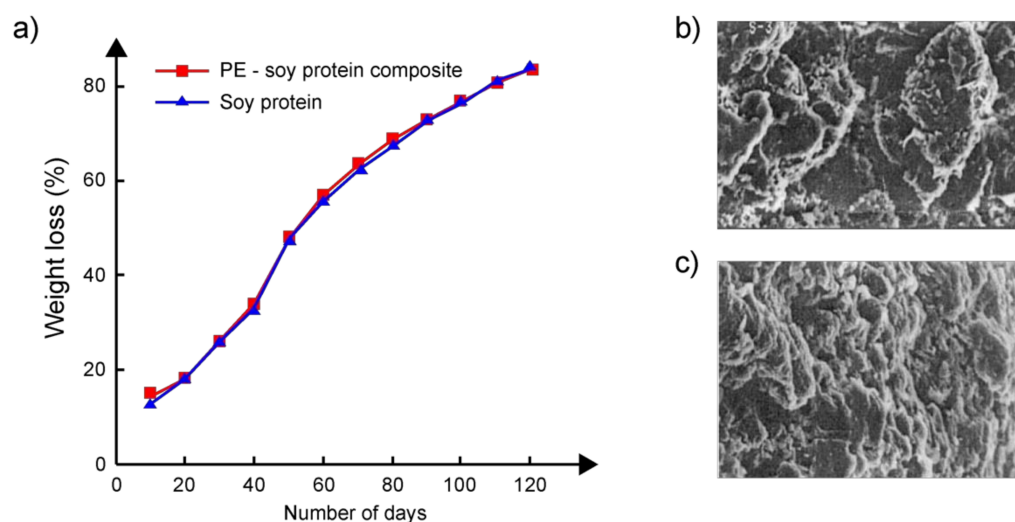 a)
PE - soy protein composite
Soy protein
Weight loss (%)
80
60
40
20
0
0 20 40 60 80 100 120
Number of days
b)
S-3
c)